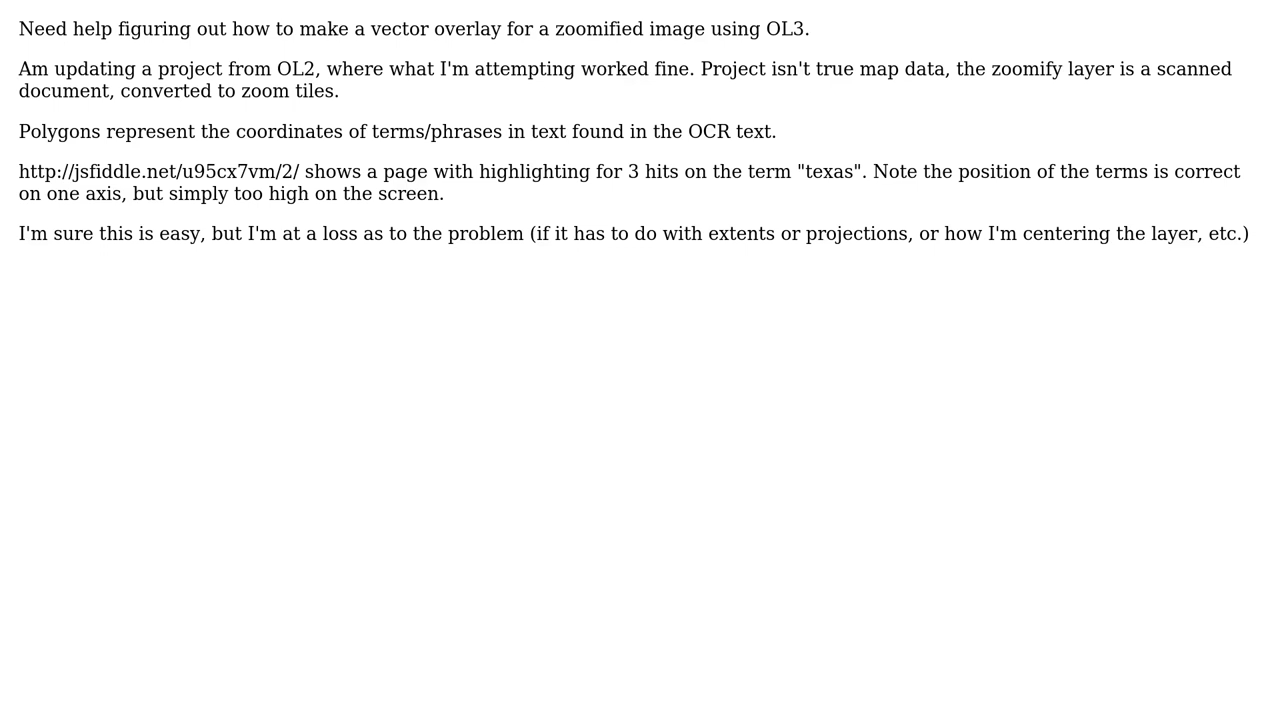 Need help figuring out how to make a vector overlay for a zoomified image using OL3.
Am updating a project from OL2, where what I'm attempting worked fine. Project isn't true map data, the zoomify layer is a scanned
document, converted to zoom tiles.
Polygons represent the coordinates of terms/phrases in text found in the OCR text.
http://jsfiddle.net/u95cx7vm/2/ shows a page with highlighting for 3 hits on the term "texas". Note the position of the terms is correct
on one axis, but simply too high on the screen.
I'm sure this is easy, but I'm at a loss as to the problem (if it has to do with extents or projections, or how I'm centering the layer, etc.)